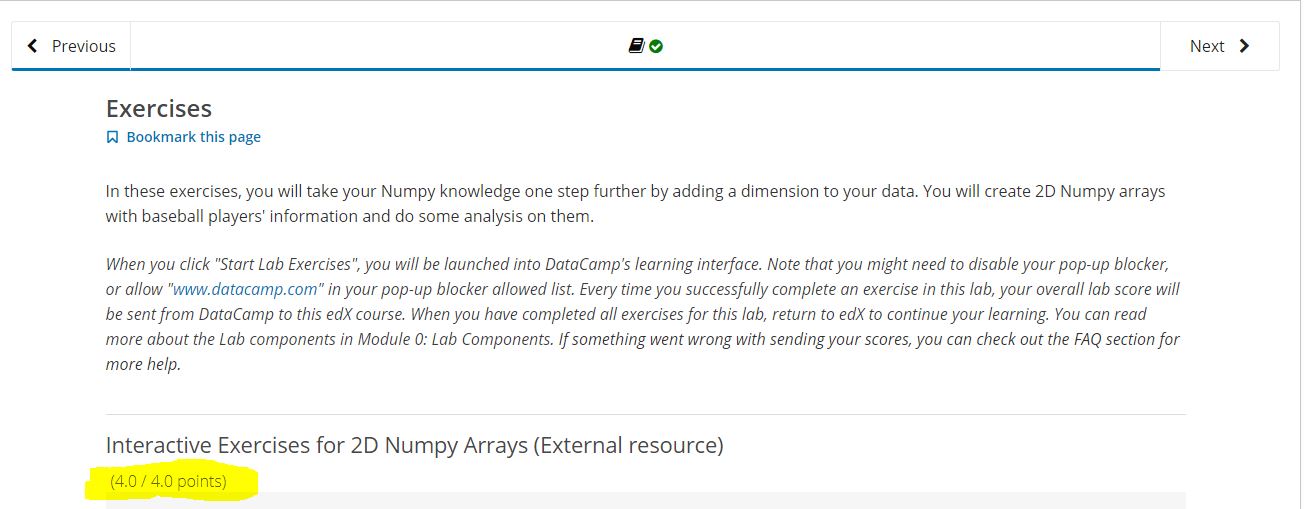 Previous
Next
Exercises
Bookmark this page
In these exercises, you will take your Numpy knowledge one step further by adding a dimension to your data. You will create 2D Numpy arrays
with baseball players' information and do some analysis on them.
When you click "Start Lab Exercises", you will be launched into DataCamp's learning interface. Note that you might need to disable your pop-up blocker,
or allow "www.datacamp.com" in your pop-up blocker allowed list. Every time you successfully complete an exercise in this lab, your overall lab score will
be sent from DataCamp to this edX course. When you have completed all exercises for this lab, return to edX to continue your learning. You can read
more about the Lab components in Module 0: Lab Components. If something went wrong with sending your scores, you can check out the FAQ section for
more help.
Interactive Exercises for 2D Numpy Arrays (External resource)
(4.0 / 4.0 points)